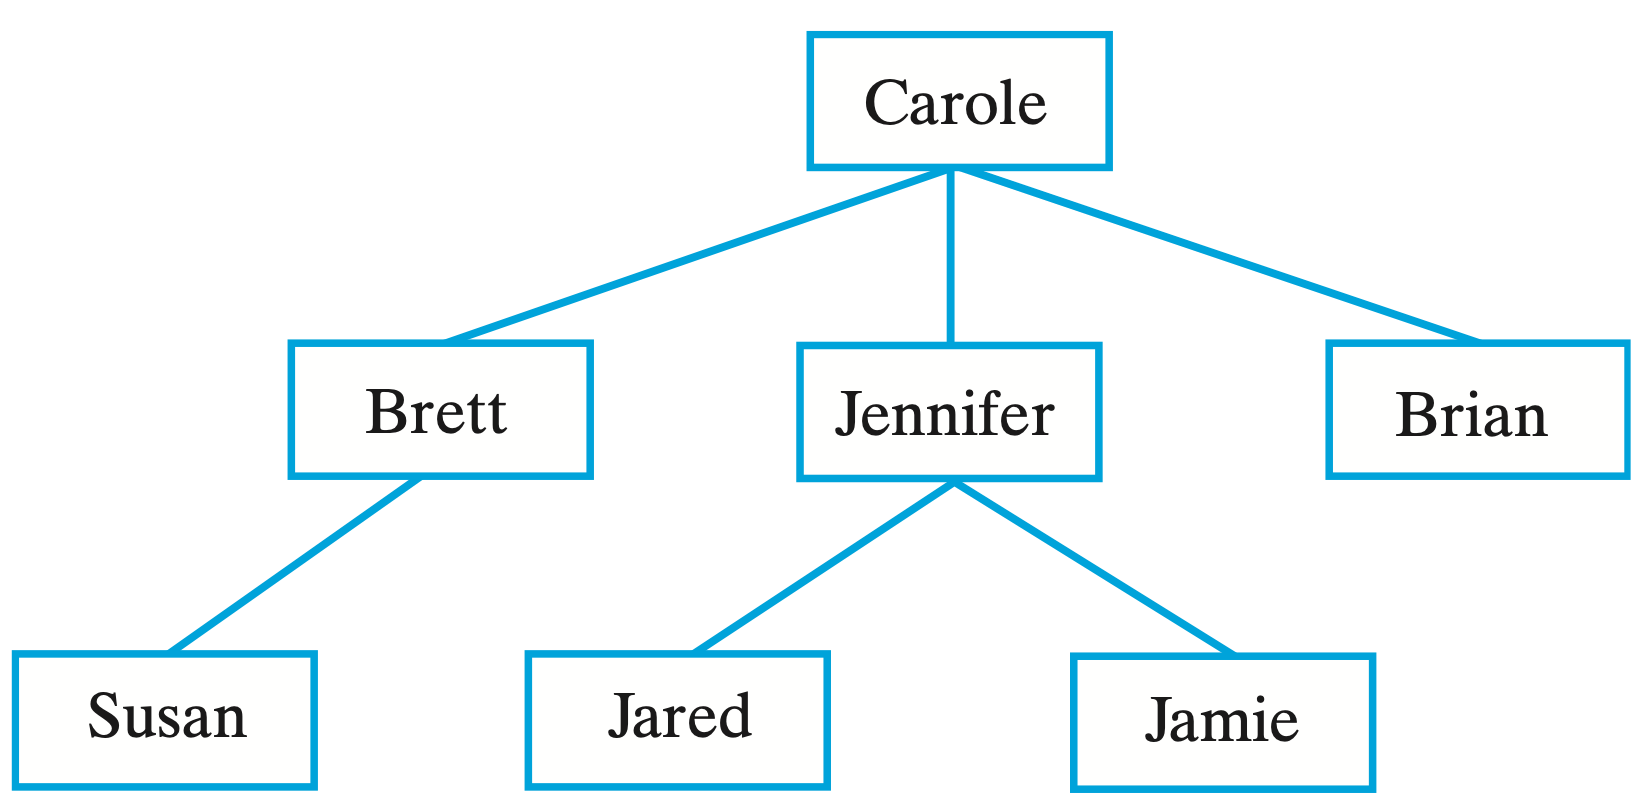 Carole
Brett
Jennifer
Brian
Susan
Jared
Jamie